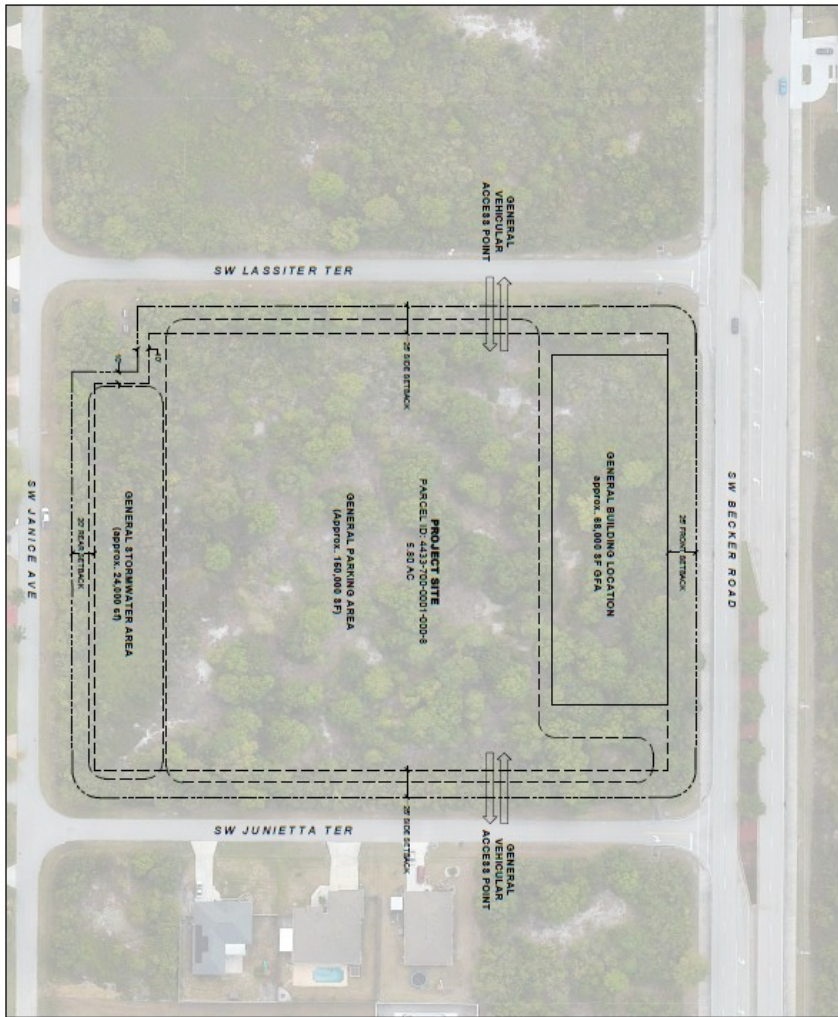 GENERAL
VEHICULAR
ACCESS POINT
SW LASSITER TER
10'
10'
25' SIDE SETBACK
GENERAL BUILDING LOCATION
approx. 68,000 SF GFA
25' FRONT SETBACK
SW BECKER ROAD
PROJECT SITE
PARCEL ID: 4433-700-0001-000-8
5.80 AC
GENERAL PARKING AREA
(Approx. 150,000 SF)
GENERAL STORMWATER AREA
(approx. 24,000 sf)
20' REAR SETBACK
SW JANICE AVE
25' SIDE SETBACK
SW JUNIETTA TER
GENERAL
VEHICULAR
ACCESS POINT